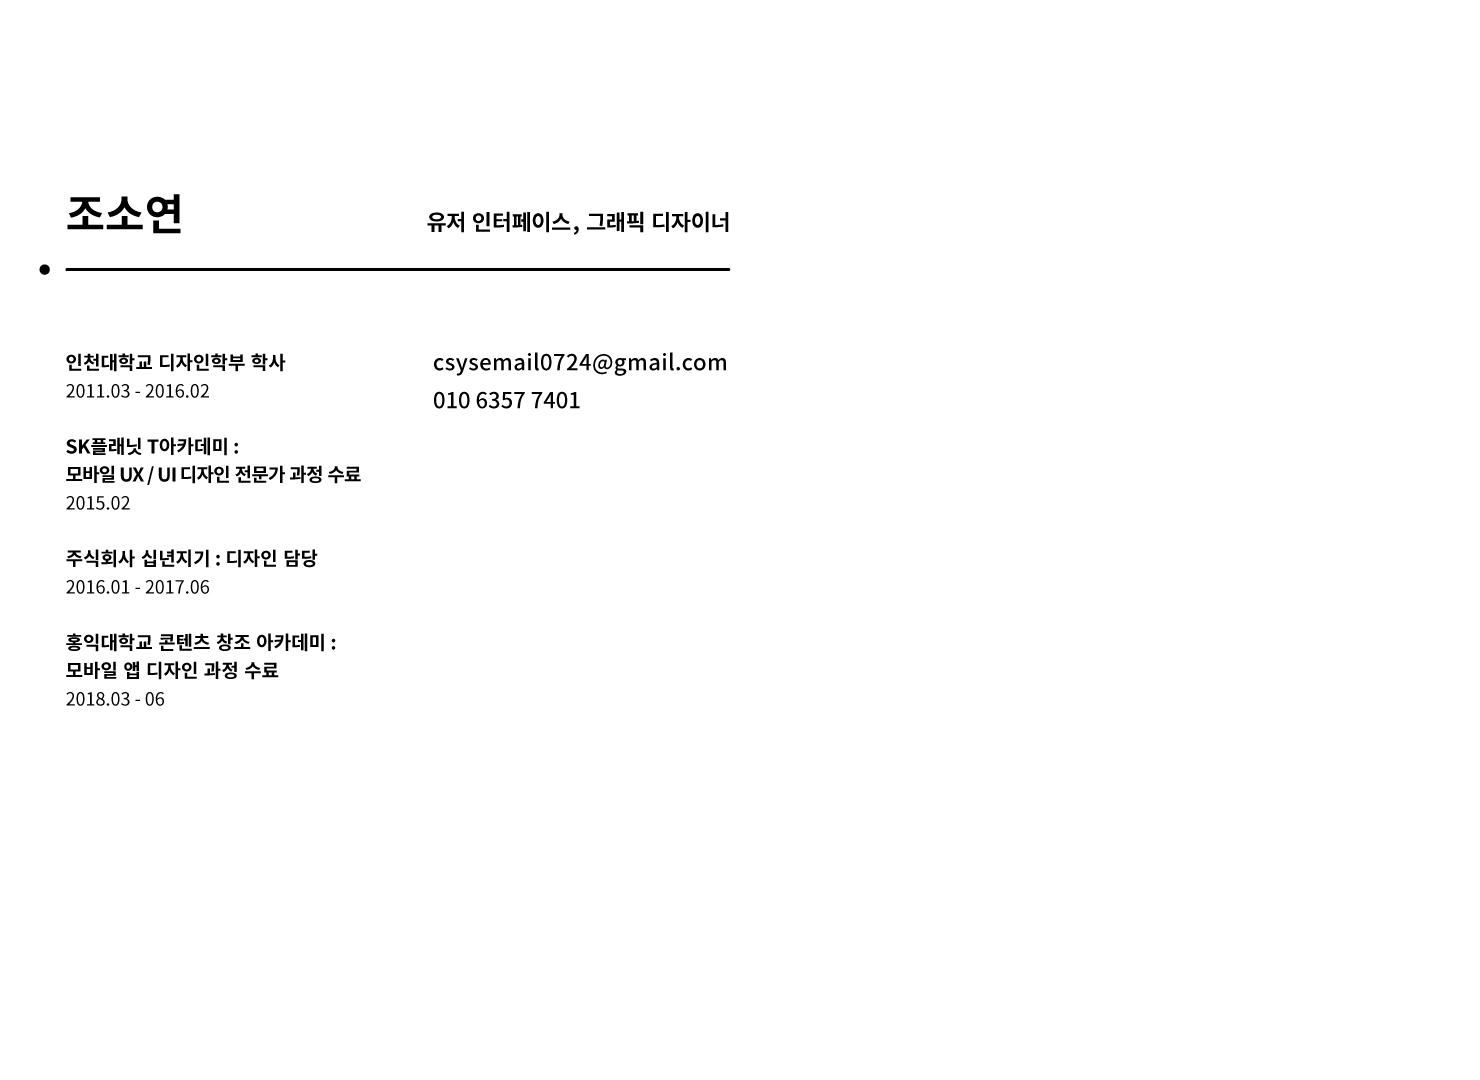 조소연
유저 인터페이스, 그래픽 디자이너
인천대학교 디자인학부 학사
2011.03 - 2016.02
SK플래닛 T아카데미 :
모바일 UX / UI 디자인 전문가 과정 수료
2015.02
주식회사 십년지기 : 디자인 담당
2016.01 - 2017.06
홍익대학교 콘텐츠 창조 아카데미 :
모바일 앱 디자인 과정 수료
2018.03 - 06
csysemail0724@gmail.com
010 6357 7401